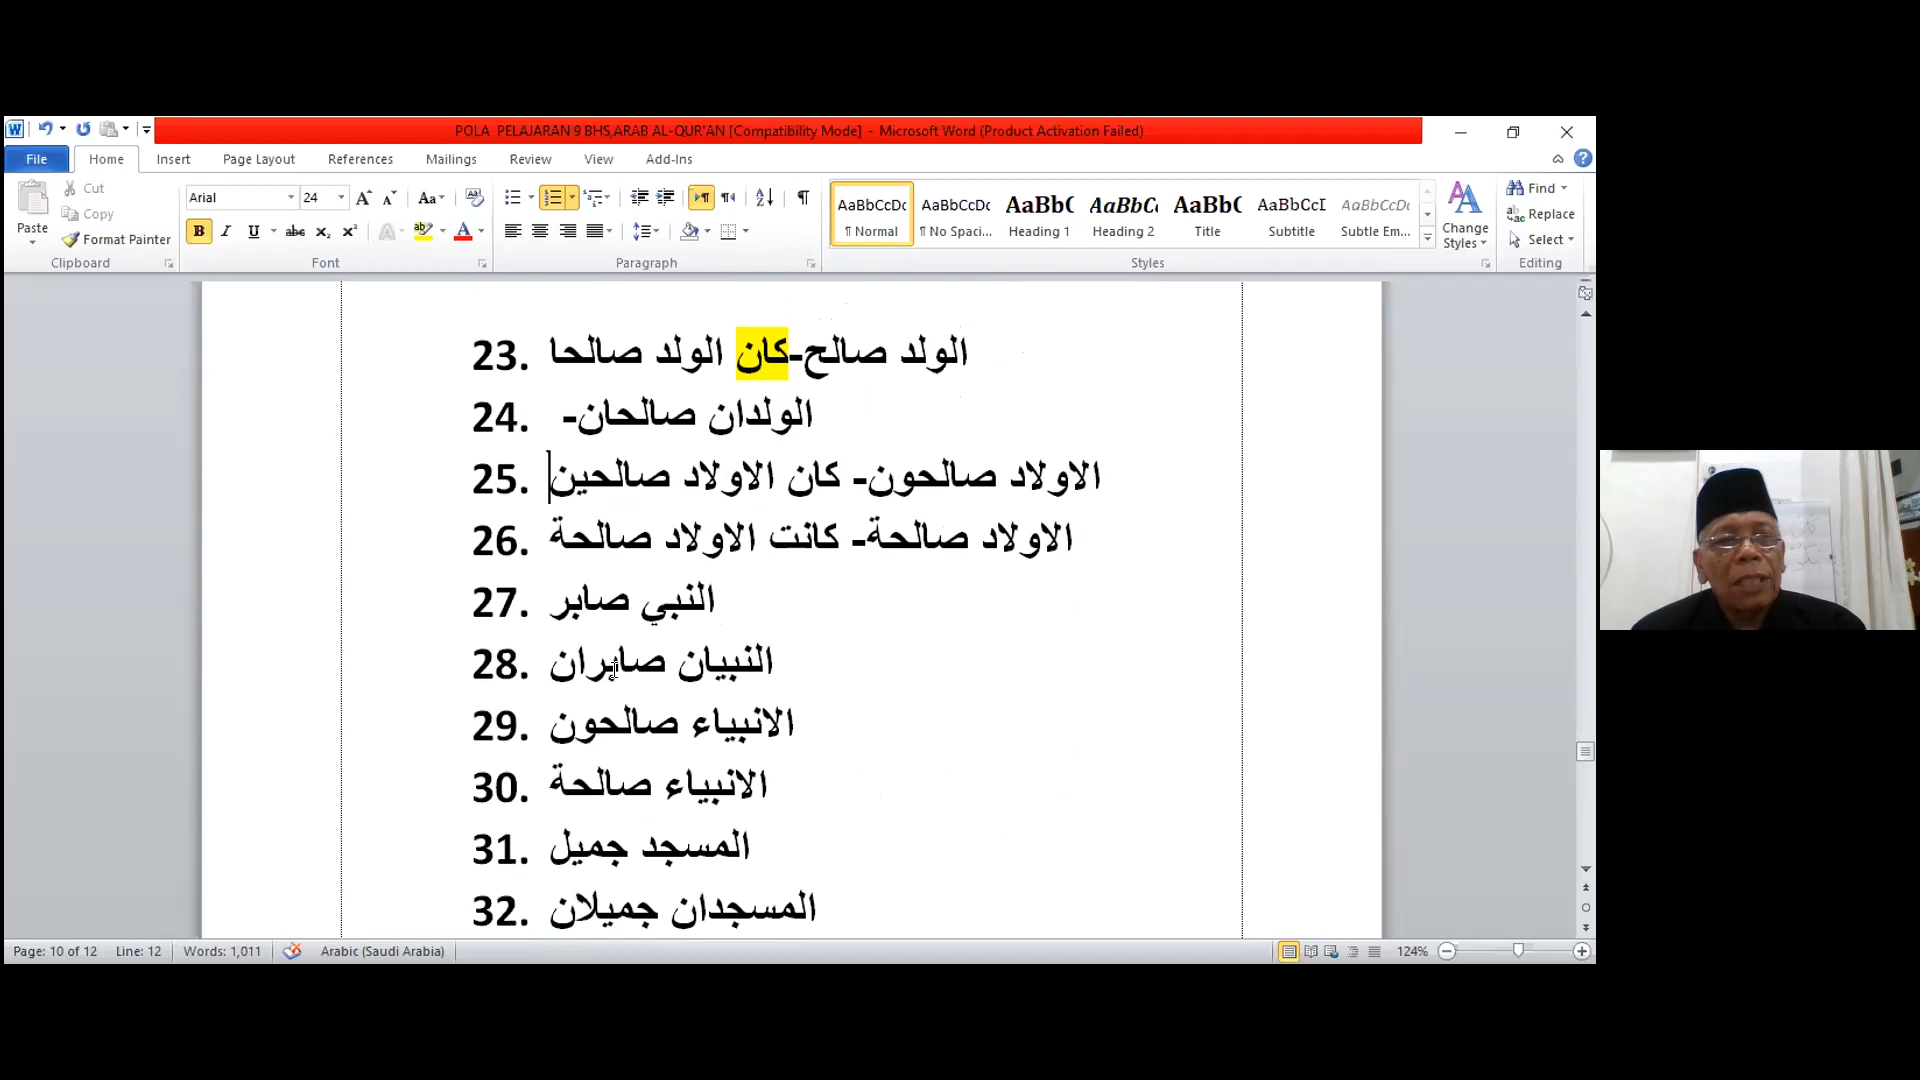 POLA PELAJARAN 9 BHS,ARAB AL-QUR'AN [Compatibility Mode] - Microsoft Word (Product Activation Failed)
File Home Insert Page Layout References Mailings Review View Add-Ins
Cut
Copy
Format Painter
Paste
Clipboard
Arial 24
Font
Paragraph
AaBbCcDc AaBbCcDc AaBbC AaBbC AaBbC AaBbCcI AaBbCcDc
¶ Normal ¶ No Spaci... Heading 1 Heading 2 Title Subtitle Subtle Em...
Change Styles
Styles
Find
Replace
Select
Editing
23. الولد صالح-كان الولد صالحا
24. الولدان صالحان-
25. الاولاد صالحون- كان الاولاد صالحين
26. الاولاد صالحة- كانت الاولاد صالحة
27. النبي صابر
28. النبيان صابران
29. الانبياء صالحون
30. الانبياء صالحة
31. المسجد جميل
32. المسجدان جميلان
Page: 10 of 12 Line: 12 Words: 1,011 Arabic (Saudi Arabia) 124%